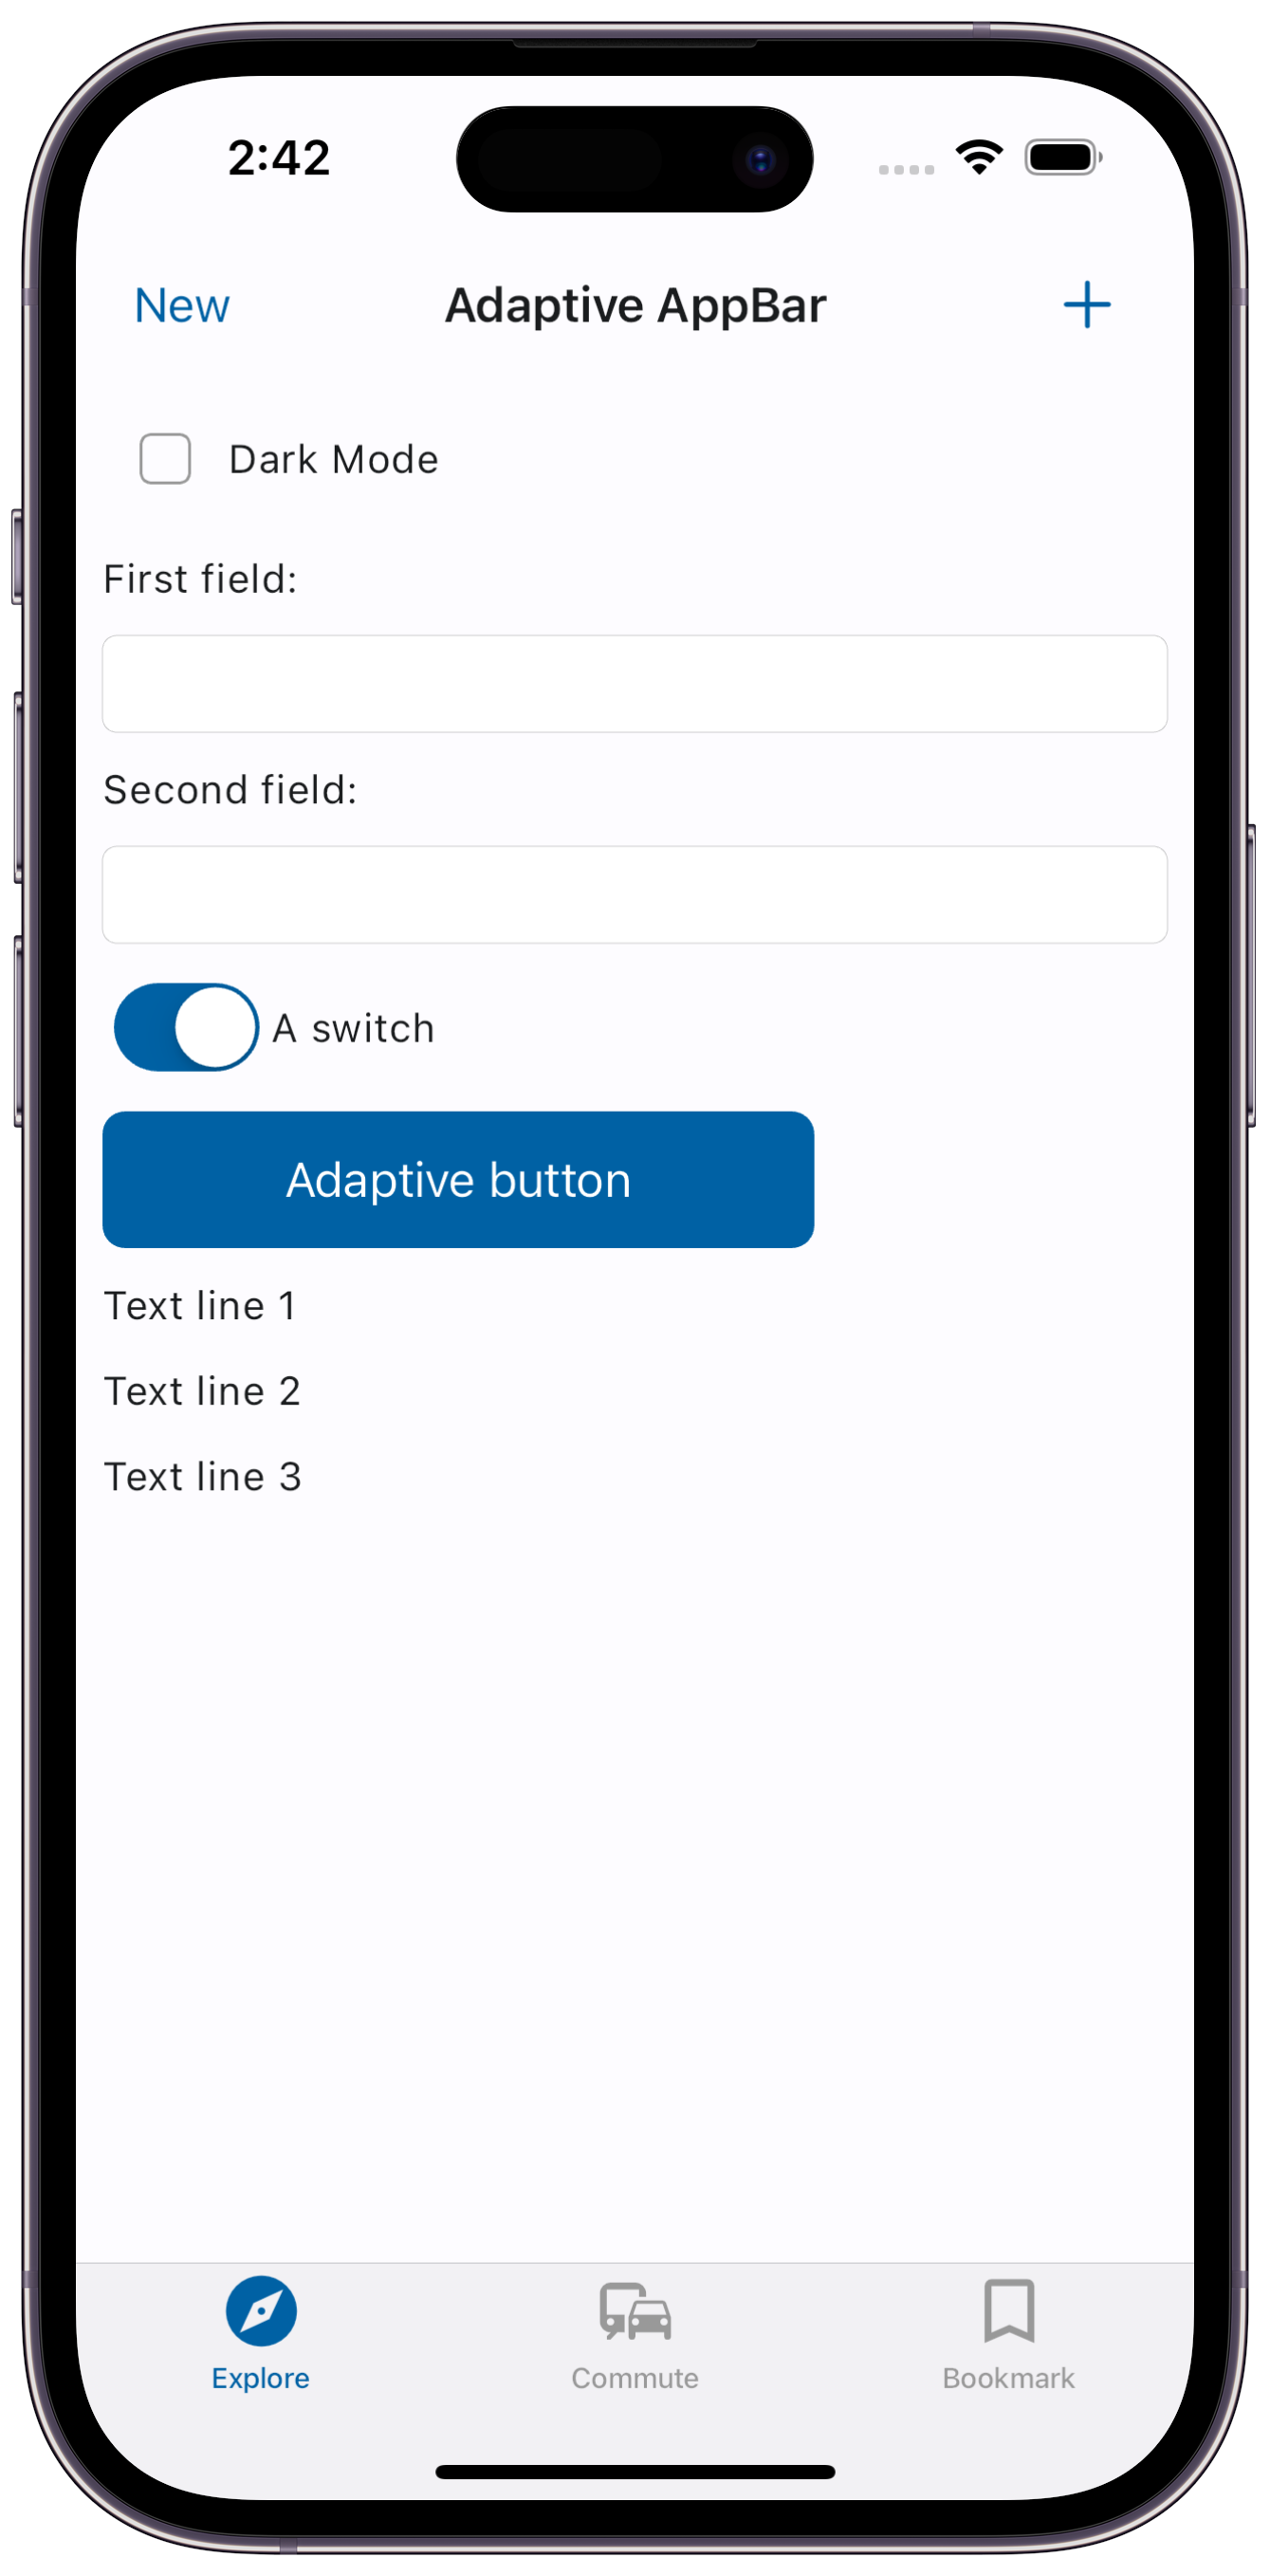 2:42
New Adaptive AppBar
Dark Mode
First field:
Second field:
A switch
Adaptive button
Text line 1
Text line 2
Text line 3
Explore Commute Bookmark